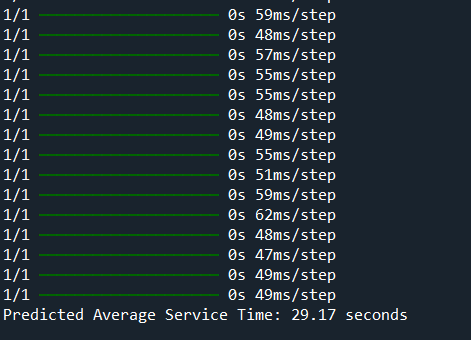 1/1 ━━━━━━━━━━━━━━━━━━━━ 0s 59ms/step
1/1 ━━━━━━━━━━━━━━━━━━━━ 0s 48ms/step
1/1 ━━━━━━━━━━━━━━━━━━━━ 0s 57ms/step
1/1 ━━━━━━━━━━━━━━━━━━━━ 0s 55ms/step
1/1 ━━━━━━━━━━━━━━━━━━━━ 0s 55ms/step
1/1 ━━━━━━━━━━━━━━━━━━━━ 0s 48ms/step
1/1 ━━━━━━━━━━━━━━━━━━━━ 0s 49ms/step
1/1 ━━━━━━━━━━━━━━━━━━━━ 0s 55ms/step
1/1 ━━━━━━━━━━━━━━━━━━━━ 0s 51ms/step
1/1 ━━━━━━━━━━━━━━━━━━━━ 0s 59ms/step
1/1 ━━━━━━━━━━━━━━━━━━━━ 0s 62ms/step
1/1 ━━━━━━━━━━━━━━━━━━━━ 0s 48ms/step
1/1 ━━━━━━━━━━━━━━━━━━━━ 0s 47ms/step
1/1 ━━━━━━━━━━━━━━━━━━━━ 0s 49ms/step
1/1 ━━━━━━━━━━━━━━━━━━━━ 0s 49ms/step
Predicted Average Service Time: 29.17 seconds